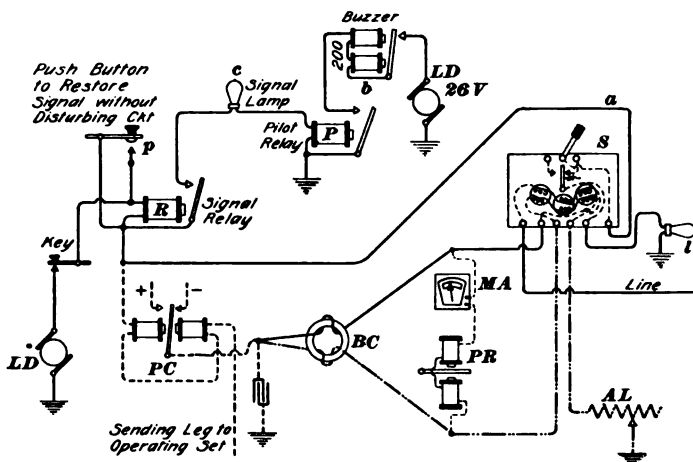 Buzzer
Push Button
to Restore
Signal without
Disturbing Ckt
c
Signal
Lamp
200
b
LD
26V
a
S
p
Pilot
Relay
P
R
Signal
Relay
Key
l
Line
+
−
MA
PC
BC
PR
LD
AL
Sending Leg to
Operating Set